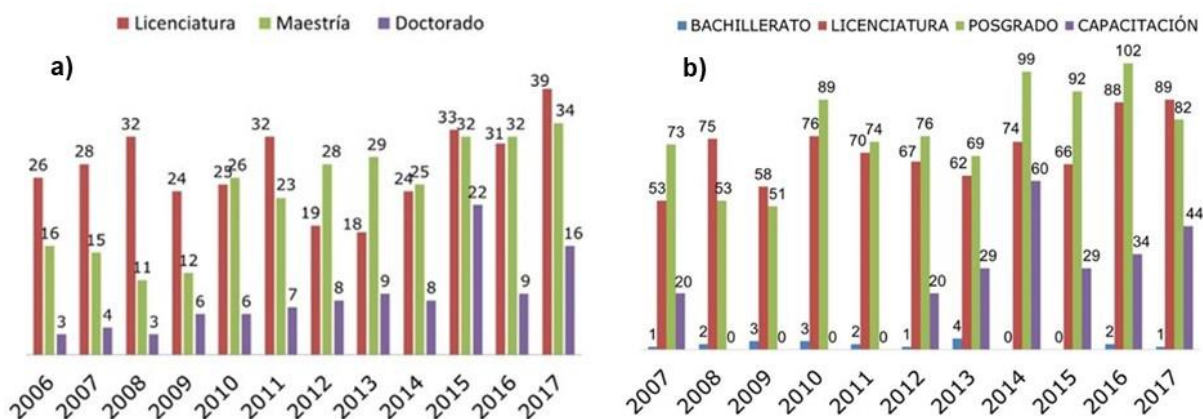 Licenciatura Maestría Doctorado
a)
26 16 3
28 15 4
32 11 3
24 12 6
25 26 6
32 23 7
19 28 8
18 29 9
24 25 8
33 32 22
31 32 9
39 34 16
2006 2007 2008 2009 2010 2011 2012 2013 2014 2015 2016 2017
BACHILLERATO LICENCIATURA POSGRADO CAPACITACIÓN
b)
1 53 73 20
2 75 53 0
3 58 51 0
3 76 89 0
2 70 74 0
1 67 76 20
4 62 69 29
0 74 99 60
0 66 92 29
2 88 102 34
1 89 82 44
2007 2008 2009 2010 2011 2012 2013 2014 2015 2016 2017